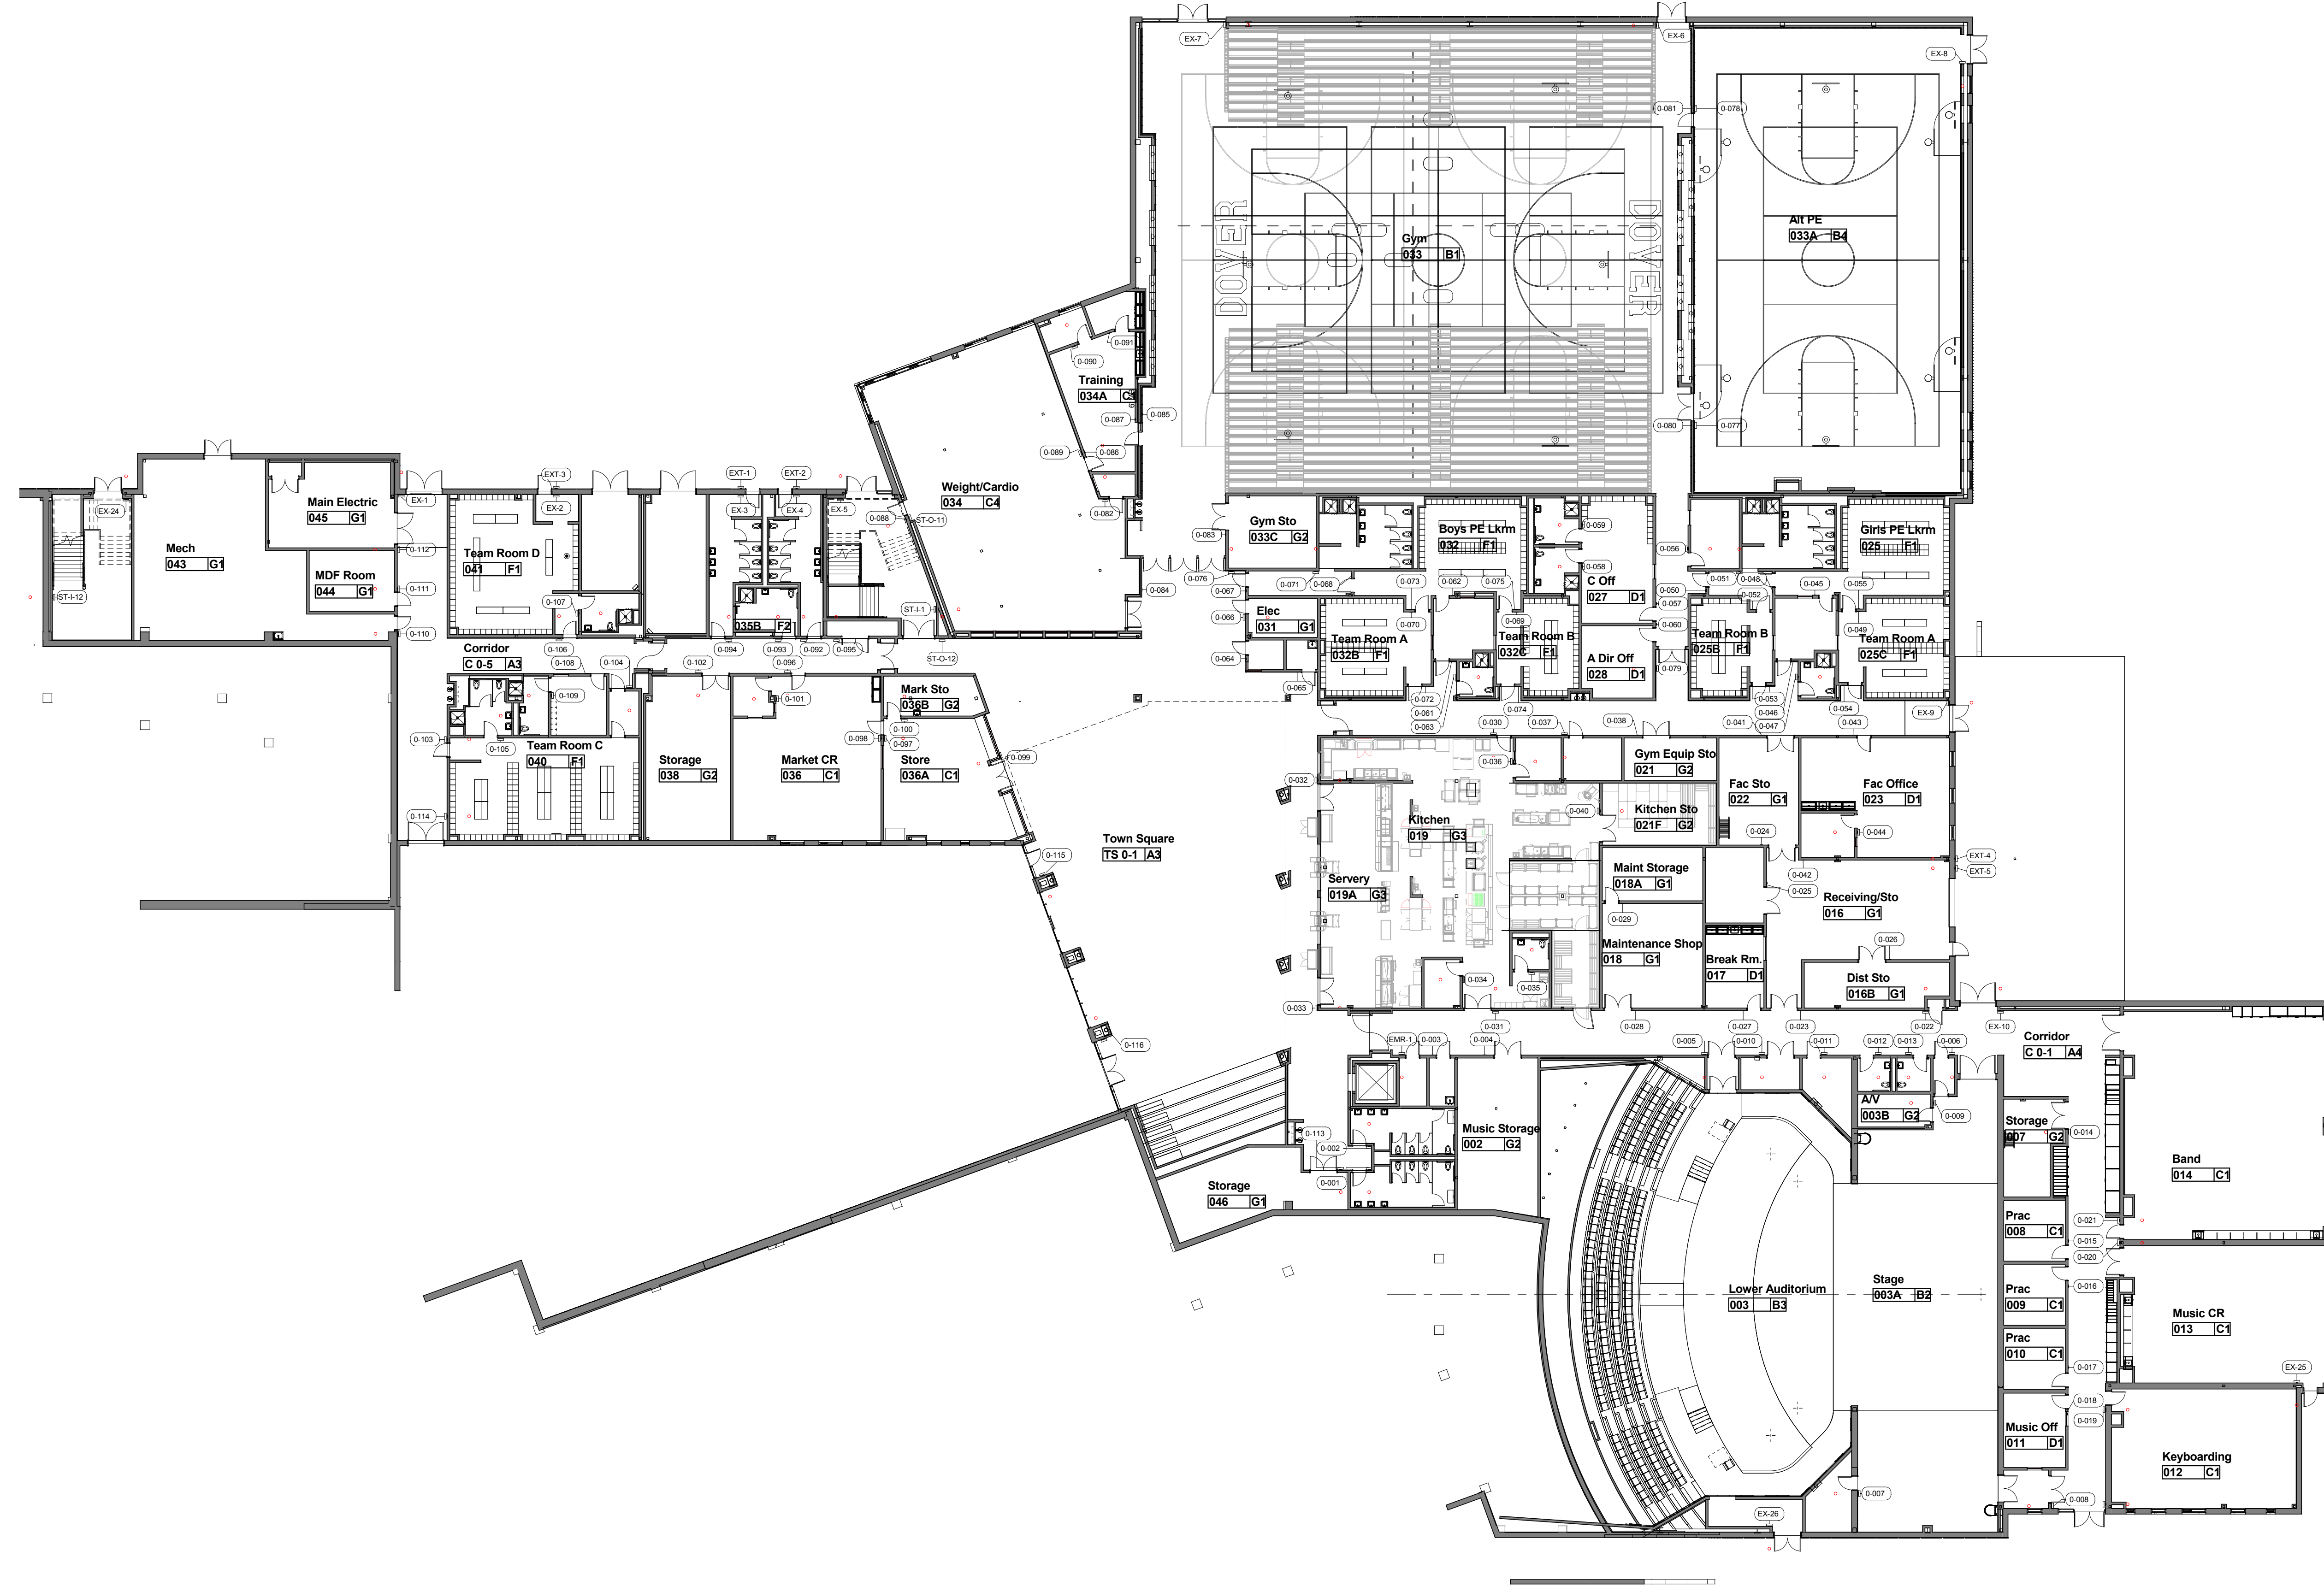 EX-7
EX-6
EX-8
0-081
0-078
DOVER
DOVER
Alt PE
033A B4
Gym
033 B1
0-091
0-090
Training
034A C1
0-087
0-085
0-080
0-077
0-089
0-086
EXT-3
EXT-1
EXT-2
Weight/Cardio
034 C4
Main Electric
045 G1
EX-1
EX-2
EX-3
EX-4
EX-5
EX-24
0-088
ST-O-11
0-082
Gym Sto
033C G2
0-083
Boys PE Lkrm
032 F1
0-059
Girls PE Lkrm
025 F1
Mech
043 G1
0-112
Team Room D
041 F1
0-056
MDF Room
044 G1
0-111
0-058
C Off
027 D1
0-076
0-071
0-068
0-073
0-062
0-075
0-051
0-048
0-045
0-055
0-067
0-084
0-050
0-052
0-057
ST-I-12
0-107
ST-I-1
Elec
031 G1
0-066
0-070
0-069
0-060
0-049
035B F2
0-110
Team Room A
032B F1
Team Room B
032C F1
Team Room B
025B F1
Team Room A
025C F1
Corridor
C 0-5 A3
0-106
0-094
0-093
0-092
0-095
ST-O-12
0-064
A Dir Off
028 D1
0-079
0-108
0-104
0-102
0-096
0-065
0-109
0-101
Mark Sto
036B G2
0-072
0-061
0-063
0-074
0-053
0-046
0-047
0-054
EX-9
0-100
0-097
0-098
0-030
0-037
0-038
0-041
0-043
0-103
0-105
Team Room C
040 F1
Storage
038 G2
Market CR
036 C1
Store
036A C1
0-099
0-036
0-032
Gym Equip Sto
021 G2
Fac Sto
022 G1
Fac Office
023 D1
0-114
0-040
Kitchen Sto
021F G2
Kitchen
019 G3
0-024
0-044
Town Square
TS 0-1 A3
0-115
EXT-4
EXT-5
Maint Storage
018A G1
0-042
0-025
Servery
019A G3
Receiving/Sto
016 G1
0-029
0-026
Maintenance Shop
018 G1
Break Rm.
017 D1
0-034
0-035
Dist Sto
016B G1
0-033
0-031
0-028
0-027
0-023
0-022
EX-10
0-116
EMR-1
0-003
0-004
0-005
0-010
0-011
0-012
0-013
0-006
Corridor
C 0-1 A4
A/V
003B G2
0-009
Storage
007 G2
0-014
Music Storage
002 G2
0-113
0-002
0-001
Storage
046 G1
Band
014 C1
Prac
008 C1
0-021
0-015
0-020
Prac
009 C1
0-016
Lower Auditorium
003 B3
Stage
003A B2
Music CR
013 C1
Prac
010 C1
0-017
EX-25
0-018
0-019
Music Off
011 D1
Keyboarding
012 C1
0-007
0-008
EX-26